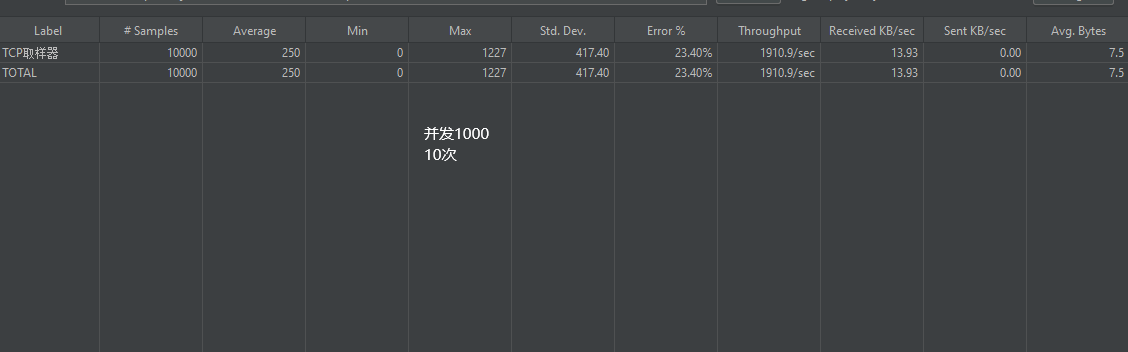 Label # Samples Average Min Max Std. Dev. Error % Throughput Received KB/sec Sent KB/sec Avg. Bytes
TCP取样器 10000 250 0 1227 417.40 23.40% 1910.9/sec 13.93 0.00 7.5
TOTAL 10000 250 0 1227 417.40 23.40% 1910.9/sec 13.93 0.00 7.5
并发1000
10次